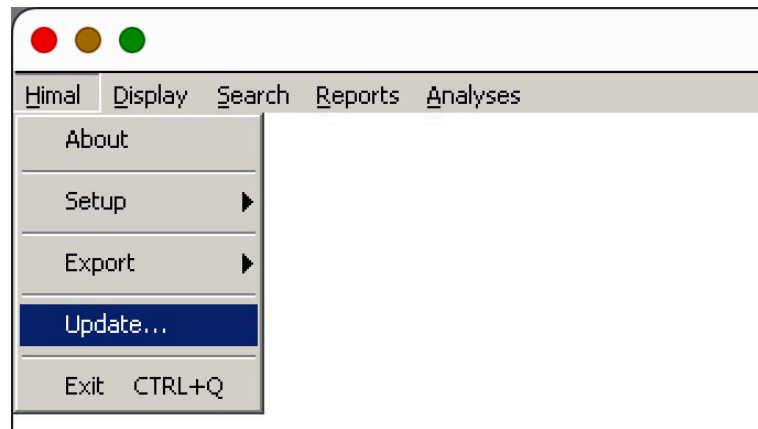 Himal Display Search Reports Analyses
About
Setup
Export
Update...
Exit CTRL+Q